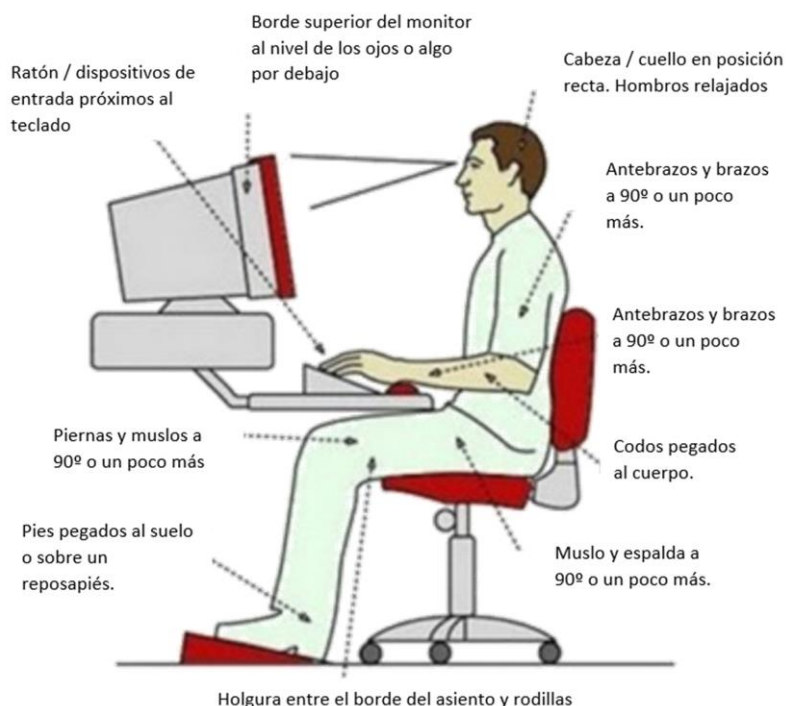 Borde superior del monitor
al nivel de los ojos o algo
por debajo
Ratón / dispositivos de
entrada próximos al
teclado
Cabeza / cuello en posición
recta. Hombros relajados
Antebrazos y brazos
a 90º o un poco
más.
Antebrazos y brazos
a 90º o un poco
más.
Piernas y muslos a
90º o un poco más
Codos pegados
al cuerpo.
Pies pegados al suelo
o sobre un
reposapiés.
Muslo y espalda a
90º o un poco más.
Holgura entre el borde del asiento y rodillas